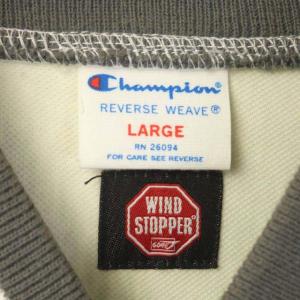 Champion
REVERSE WEAVE®
LARGE
RN 26094
FOR CARE SEE REVERSE
WIND
STOPPER®
GORE